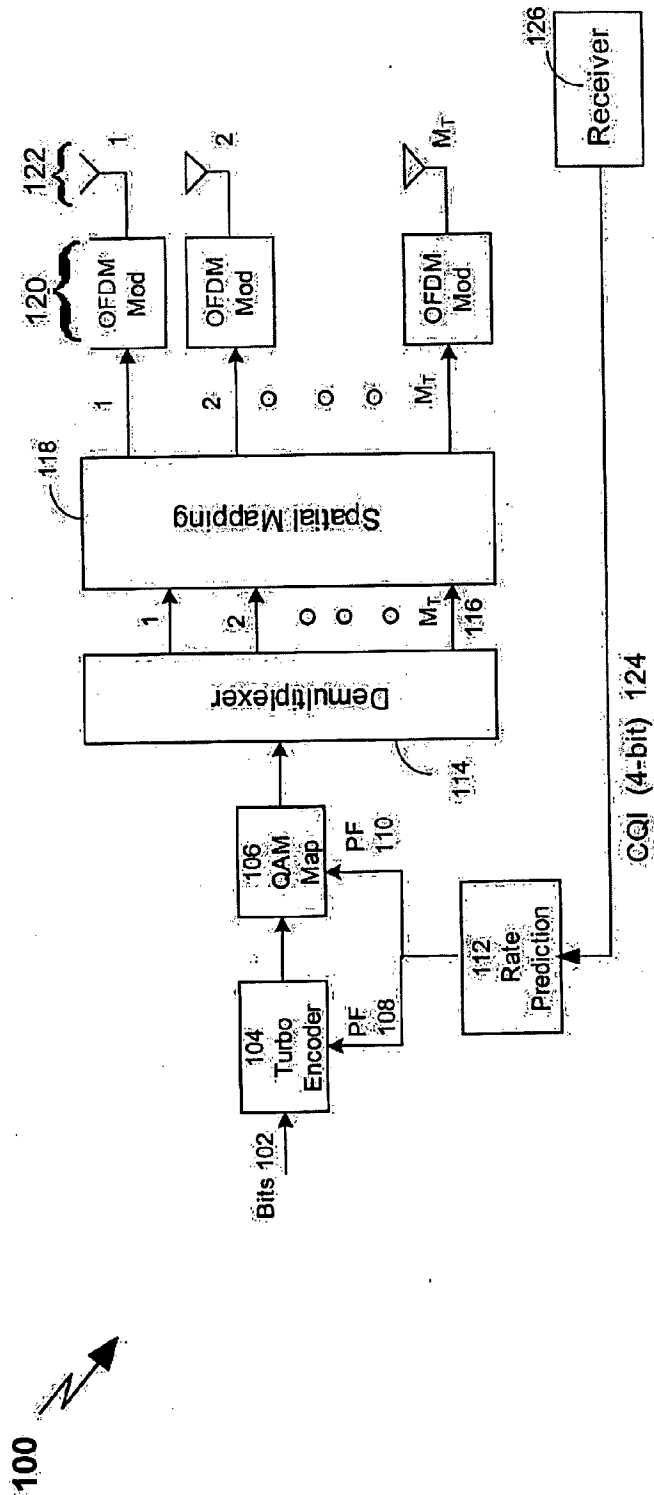 100
Bits 102
104
Turbo
Encoder
PF
108
106
QAM
Map
PF
110
112
Rate
Prediction
Demultiplexer
114
1
2
M_T
116
Spatial Mapping
118
1
2
M_T
120
OFDM
Mod
OFDM
Mod
OFDM
Mod
122
1
2
M_T
CQI (4-bit) 124
126
Receiver